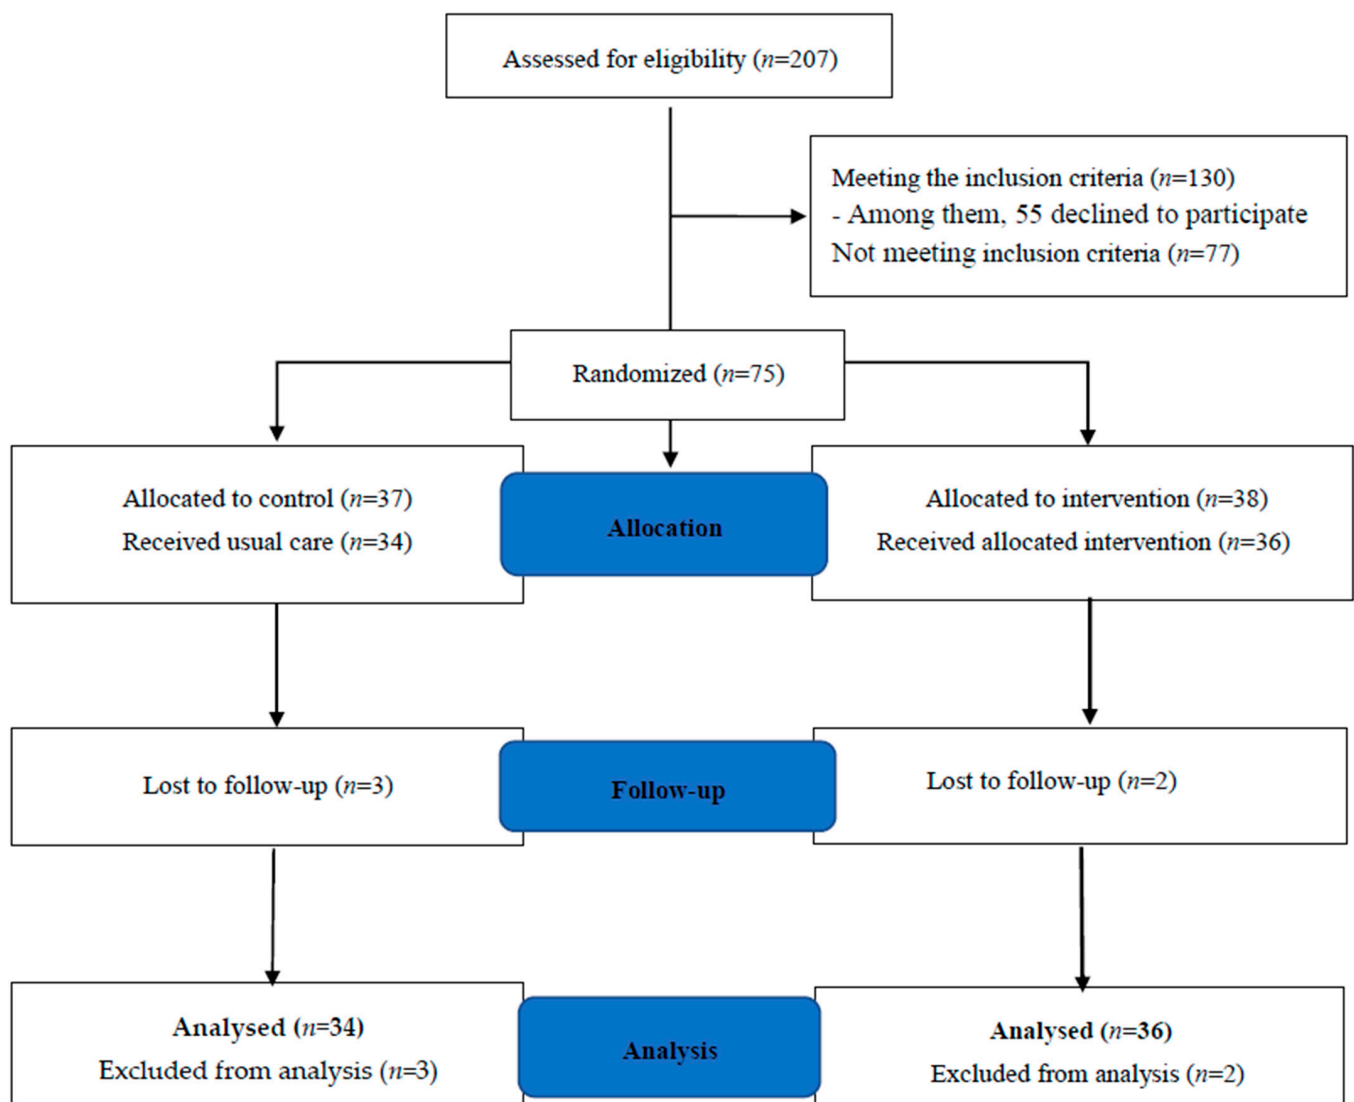 Assessed for eligibility (n=207)
Meeting the inclusion criteria (n=130)
- Among them, 55 declined to participate
Not meeting inclusion criteria (n=77)
Randomized (n=75)
Allocated to control (n=37)
Received usual care (n=34)
Allocation
Allocated to intervention (n=38)
Received allocated intervention (n=36)
Lost to follow-up (n=3)
Follow-up
Lost to follow-up (n=2)
Analysed (n=34)
Excluded from analysis (n=3)
Analysis
Analysed (n=36)
Excluded from analysis (n=2)